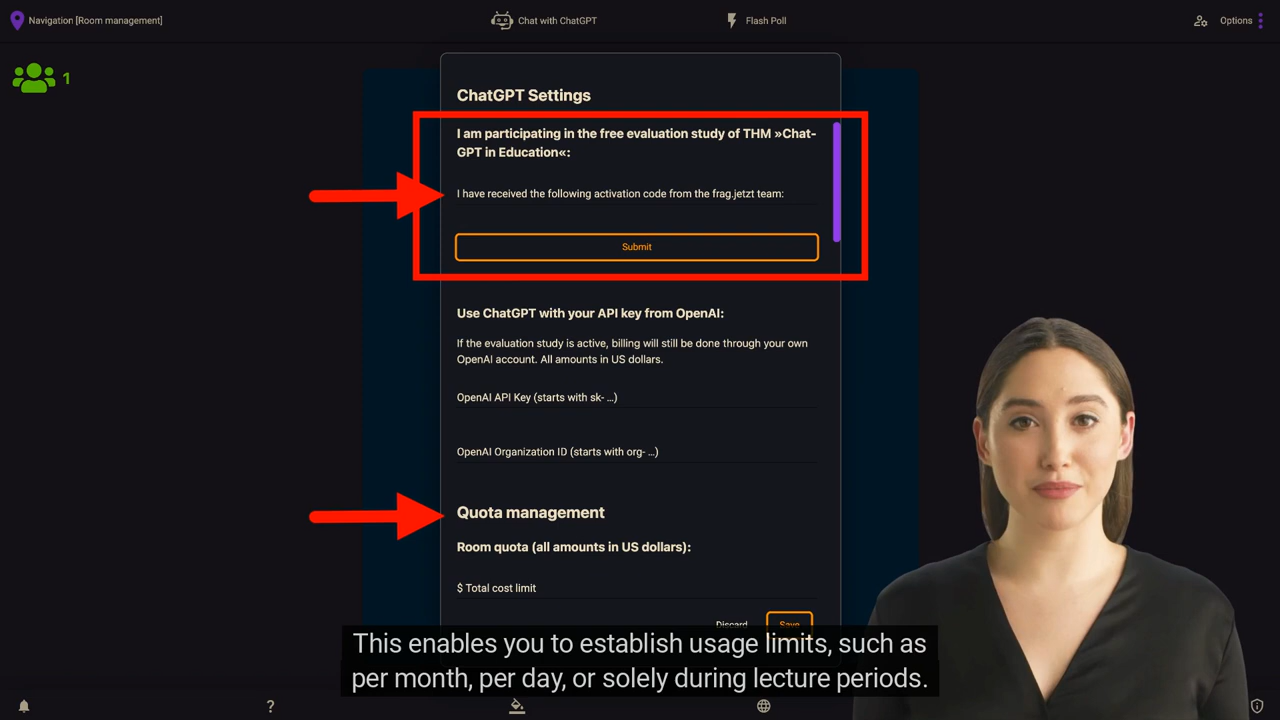 Navigation [Room management]
Chat with ChatGPT
Flash Poll
Options
1
ChatGPT Settings
I am participating in the free evaluation study of THM »Chat-
GPT in Education«:
I have received the following activation code from the frag.jetzt team:
Submit
Use ChatGPT with your API key from OpenAI:
If the evaluation study is active, billing will still be done through your own
OpenAI account. All amounts in US dollars.
OpenAI API Key (starts with sk- ...)
OpenAI Organization ID (starts with org- ...)
Quota management
Room quota (all amounts in US dollars):
$ Total cost limit
Discard
Save
This enables you to establish usage limits, such as
per month, per day, or solely during lecture periods.
?